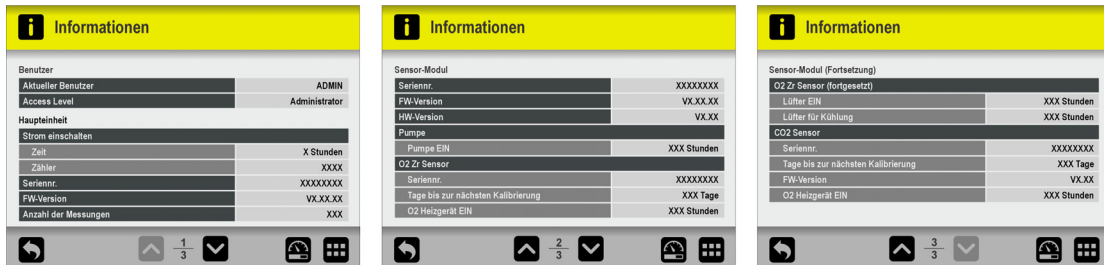 Informationen
Benutzer
Aktueller Benutzer ADMIN
Access Level Administrator
Haupteinheit
Strom einschalten
Zeit X Stunden
Zähler XXXX
Seriennr. XXXXXXXX
FW-Version VX.XX.XX
Anzahl der Messungen XXX
1
3
Informationen
Sensor-Modul
Seriennr. XXXXXXXX
FW-Version VX.XX.XX
HW-Version VX.XX
Pumpe
Pumpe EIN XXX Stunden
O2 Zr Sensor
Seriennr. XXXXXXXX
Tage bis zur nächsten Kalibrierung XXX Tage
O2 Heizgerät EIN XXX Stunden
2
3
Informationen
Sensor-Modul (Fortsetzung)
O2 Zr Sensor (fortgesetzt)
Lüfter EIN XXX Stunden
Lüfter für Kühlung XXX Stunden
CO2 Sensor
Seriennr. XXXXXXXX
Tage bis zur nächsten Kalibrierung XXX Tage
FW-Version VX.XX
O2 Heizgerät EIN XXX Stunden
3
3